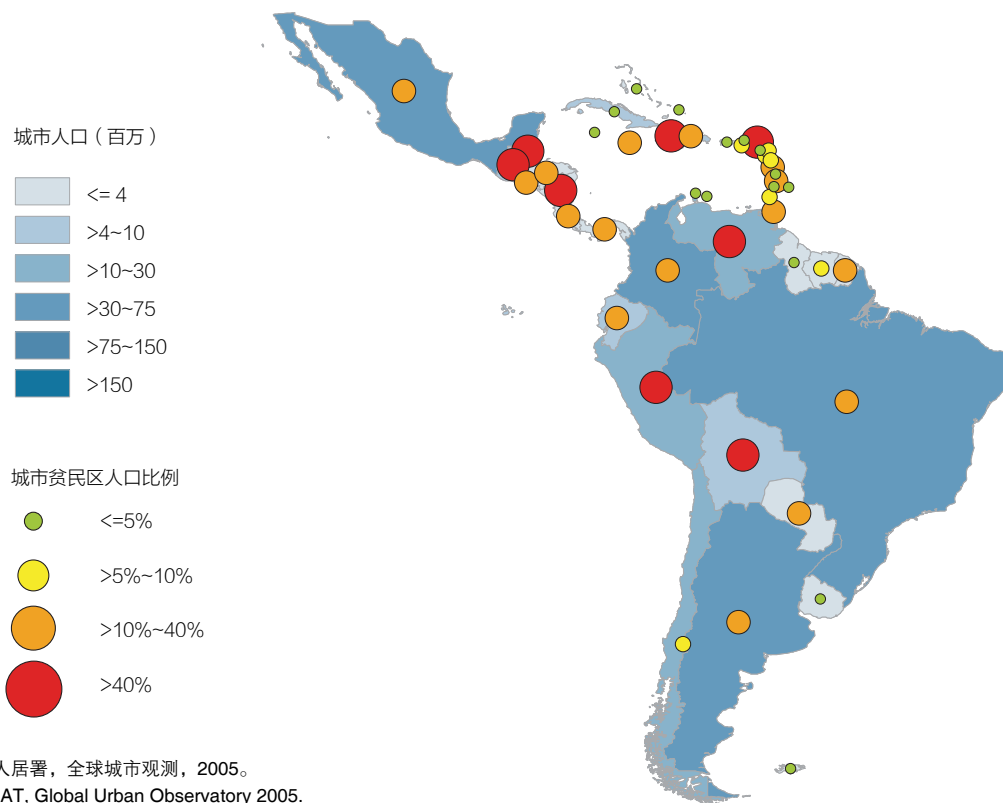 城市人口（百万）
<= 4
>4~10
>10~30
>30~75
>75~150
>150
城市贫民区人口比例
<=5%
>5%~10%
>10%~40%
>40%
人居署，全球城市观测，2005。
AT, Global Urban Observatory 2005.